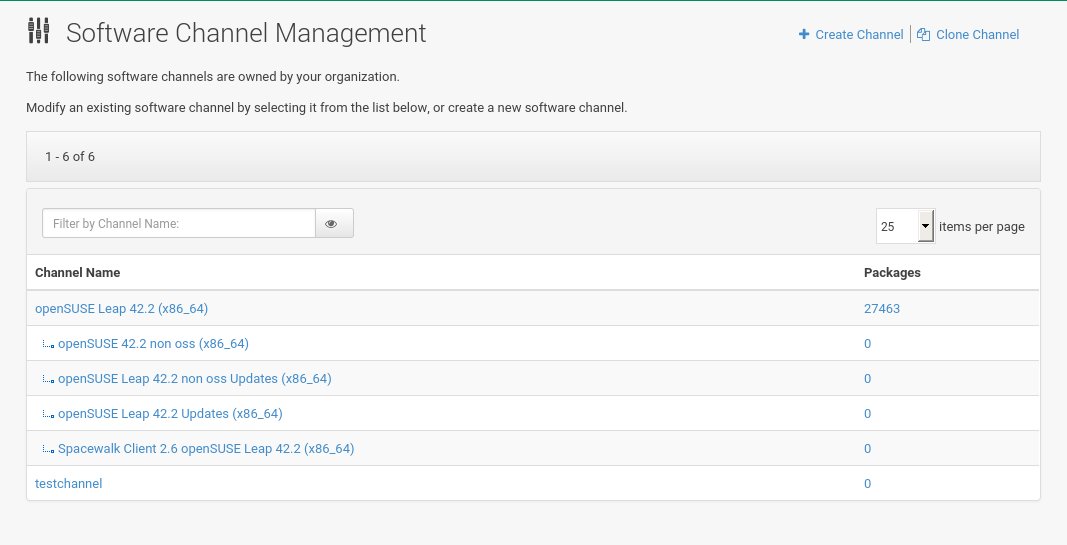 Software Channel Management
Create Channel
Clone Channel
The following software channels are owned by your organization.
Modify an existing software channel by selecting it from the list below, or create a new software channel.
1 - 6 of 6
Filter by Channel Name:
25 items per page
Channel Name Packages
openSUSE Leap 42.2 (x86_64) 27463
openSUSE 42.2 non oss (x86_64) 0
openSUSE Leap 42.2 non oss Updates (x86_64) 0
openSUSE Leap 42.2 Updates (x86_64) 0
Spacewalk Client 2.6 openSUSE Leap 42.2 (x86_64) 0
testchannel 0